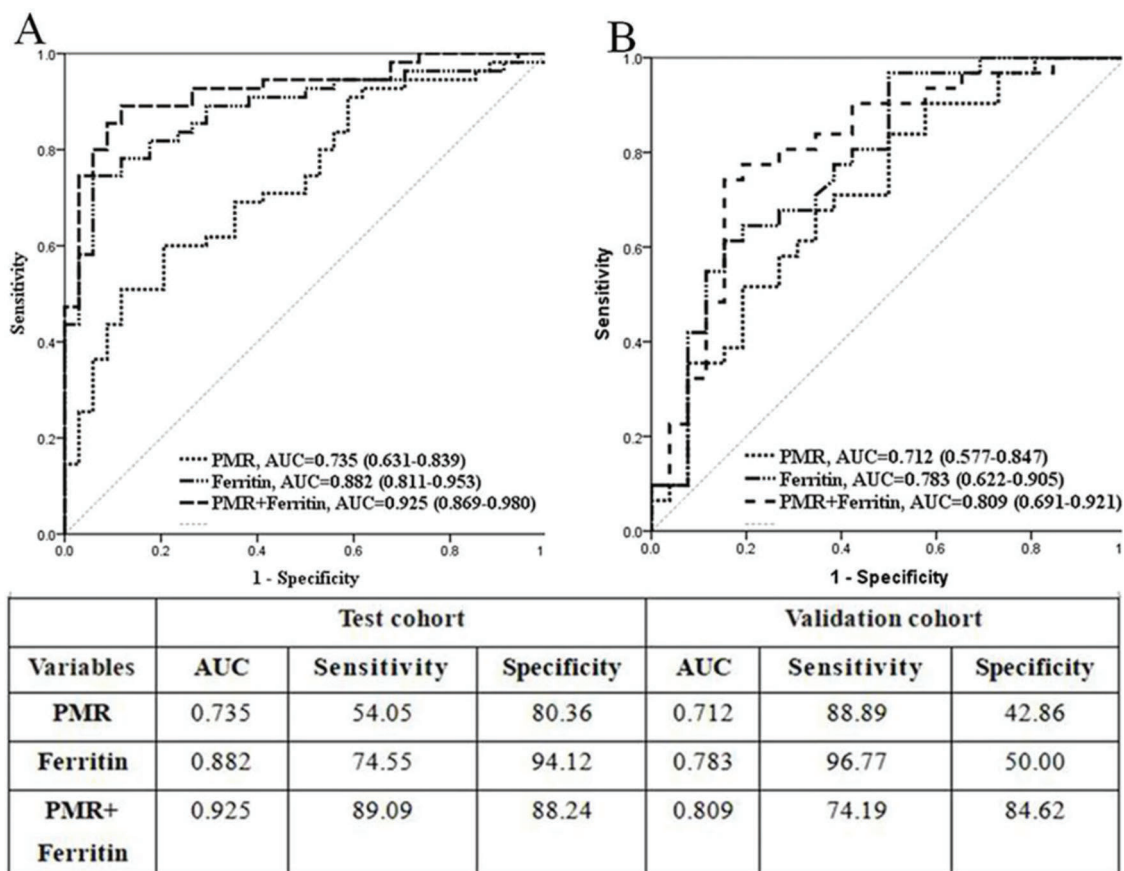 A
B
1.0
0.8
0.6
0.4
0.2
0.0
Sensitivity
PMR, AUC=0.735 (0.631-0.839)
Ferritin, AUC=0.882 (0.811-0.953)
PMR+Ferritin, AUC=0.925 (0.869-0.980)
0.0 0.2 0.4 0.6 0.8 1
1 - Specificity
1.0
0.8
0.6
0.4
0.2
0.0
Sensitivity
PMR, AUC=0.712 (0.577-0.847)
Ferritin, AUC=0.783 (0.622-0.905)
PMR+Ferritin, AUC=0.809 (0.691-0.921)
0.0 0.2 0.4 0.6 0.8 1
1 - Specificity
Test cohort Validation cohort
Variables AUC Sensitivity Specificity AUC Sensitivity Specificity
PMR 0.735 54.05 80.36 0.712 88.89 42.86
Ferritin 0.882 74.55 94.12 0.783 96.77 50.00
PMR+ 0.925 89.09 88.24 0.809 74.19 84.62
Ferritin